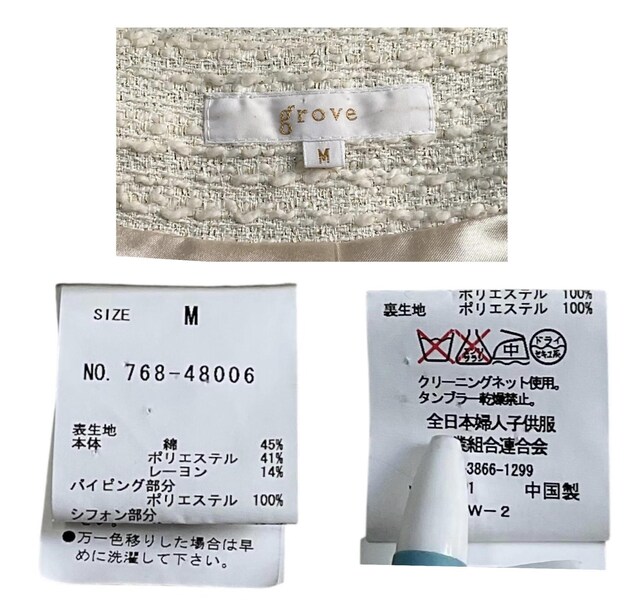 grove
M
SIZE M
NO. 768-48006
表生地
本体 綿 45%
ポリエステル 41%
レーヨン 14%
パイピング部分
ポリエステル 100%
シフォン部分
●万一色移りした場合は早
めに洗濯して下さい。
ポリエステル 100%
裏生地 ポリエステル 100%
中 ドライ
セキユ系
クリーニングネット使用。
タンブラー乾燥禁止。
全日本婦人子供服
組合連合会
3866-1299
中国製
W-2